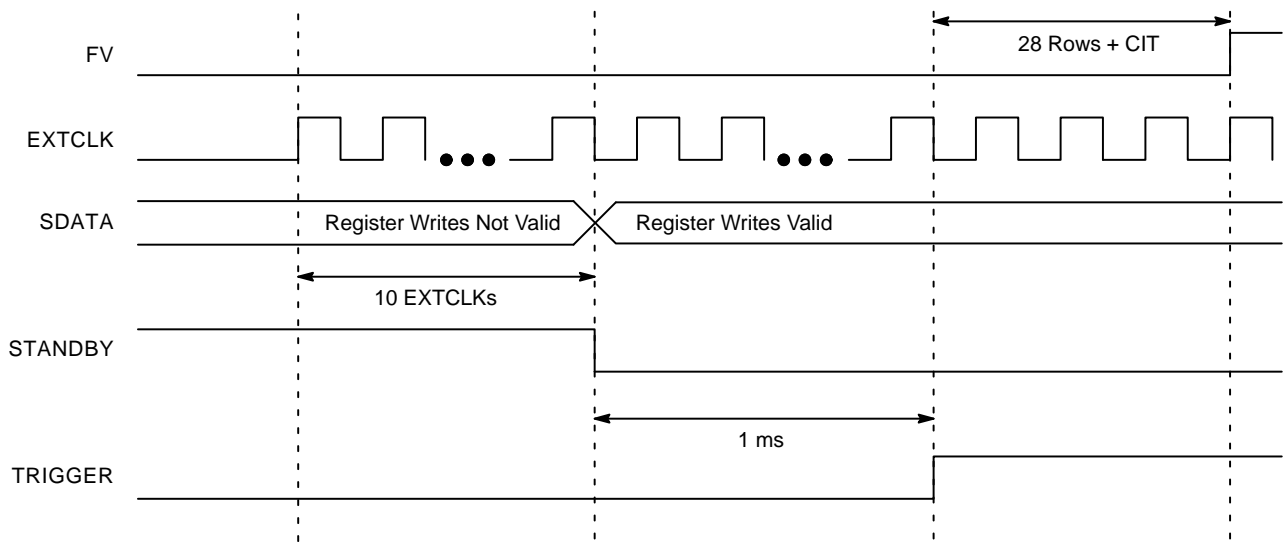 28 Rows + CIT
FV
EXTCLK
SDATA
Register Writes Not Valid
Register Writes Valid
10 EXTCLKs
STANDBY
1 ms
TRIGGER